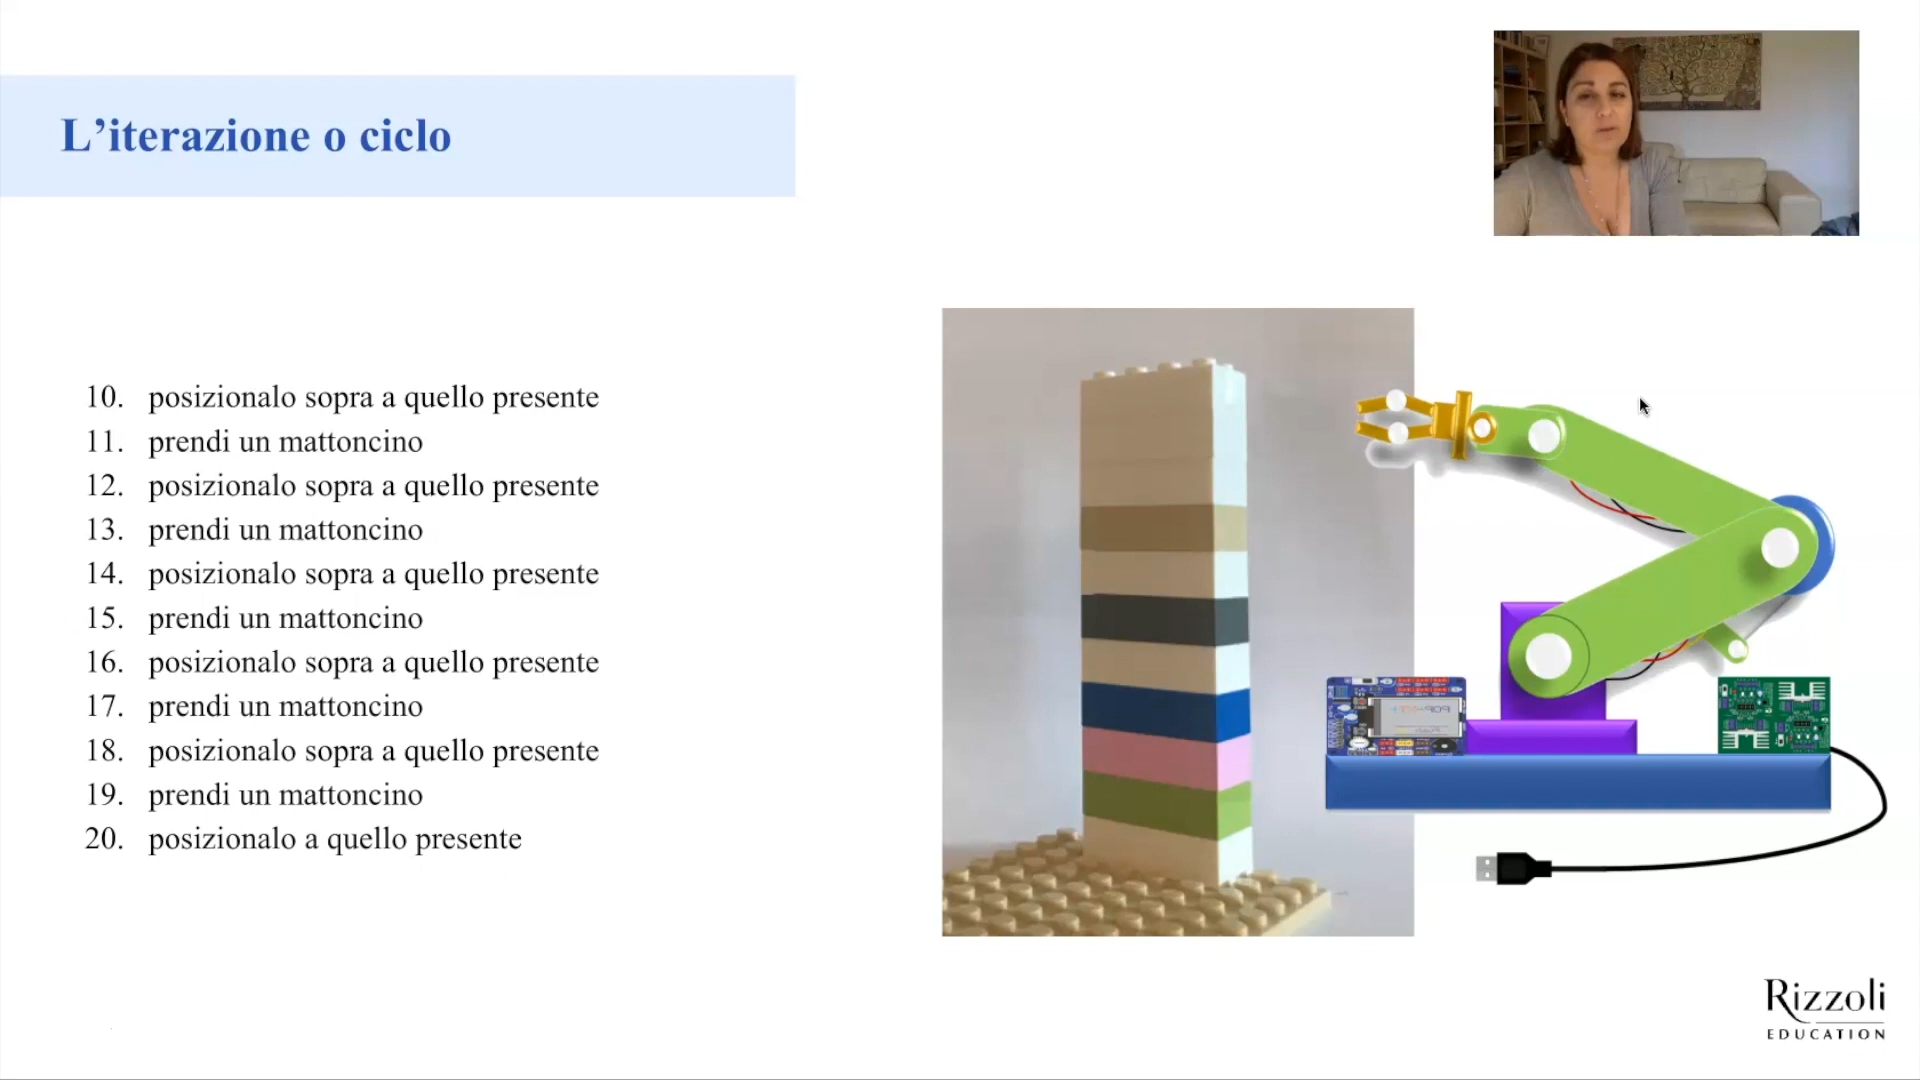 L’iterazione o ciclo
10. posizionalo sopra a quello presente
11. prendi un mattoncino
12. posizionalo sopra a quello presente
13. prendi un mattoncino
14. posizionalo sopra a quello presente
15. prendi un mattoncino
16. posizionalo sopra a quello presente
17. prendi un mattoncino
18. posizionalo sopra a quello presente
19. prendi un mattoncino
20. posizionalo a quello presente
Rizzoli
EDUCATION